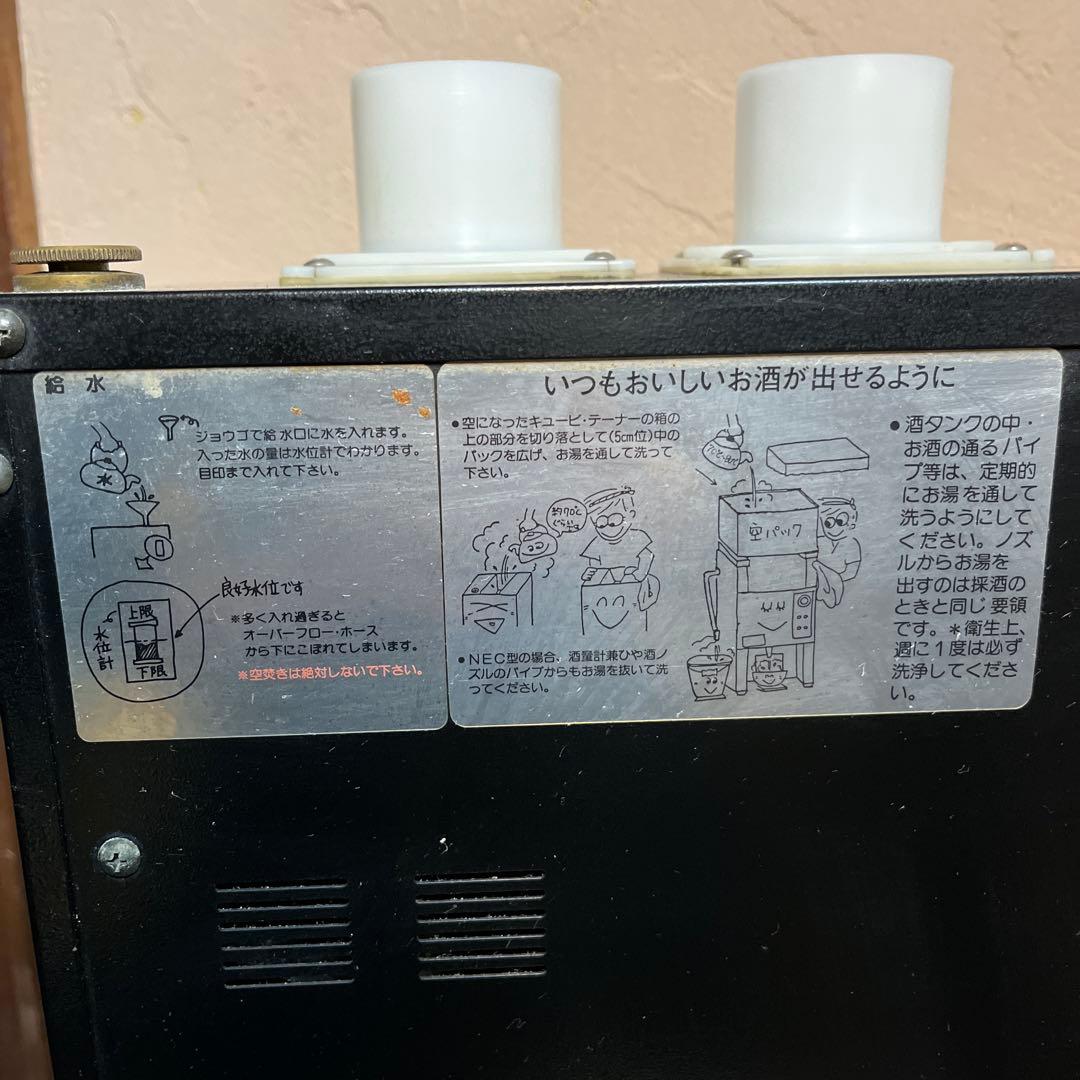 給水
ジョウゴで給水口に水を入れます。
入った水の量は水位計でわかります。
目印まで入れて下さい。
水
良好水位です
上限
水位計
下限
※多く入れ過ぎると
オーバーフロー・ホース
から下にこぼれてしまいます。
※空焚きは絶対しないで下さい。
いつもおいしいお酒が出せるように
●空になったキュービ・テーナーの箱の
上の部分を切り落として(5cm位)中の
パックを広げ、お湯を通して洗って
下さい。
約70℃
ぐらい
空パック
●NEC型の場合、酒量計兼ひや酒ノ
ズルのパイプからもお湯を抜いて洗
ってください。
●酒タンクの中・
お酒の通るパイ
プ等は、定期的
にお湯を通して
洗うようにして
ください。ノズ
ルからお湯を
出すのは採酒の
ときと同じ要領
です。*衛生上、
週に1度は必ず
洗浄してくださ
い。